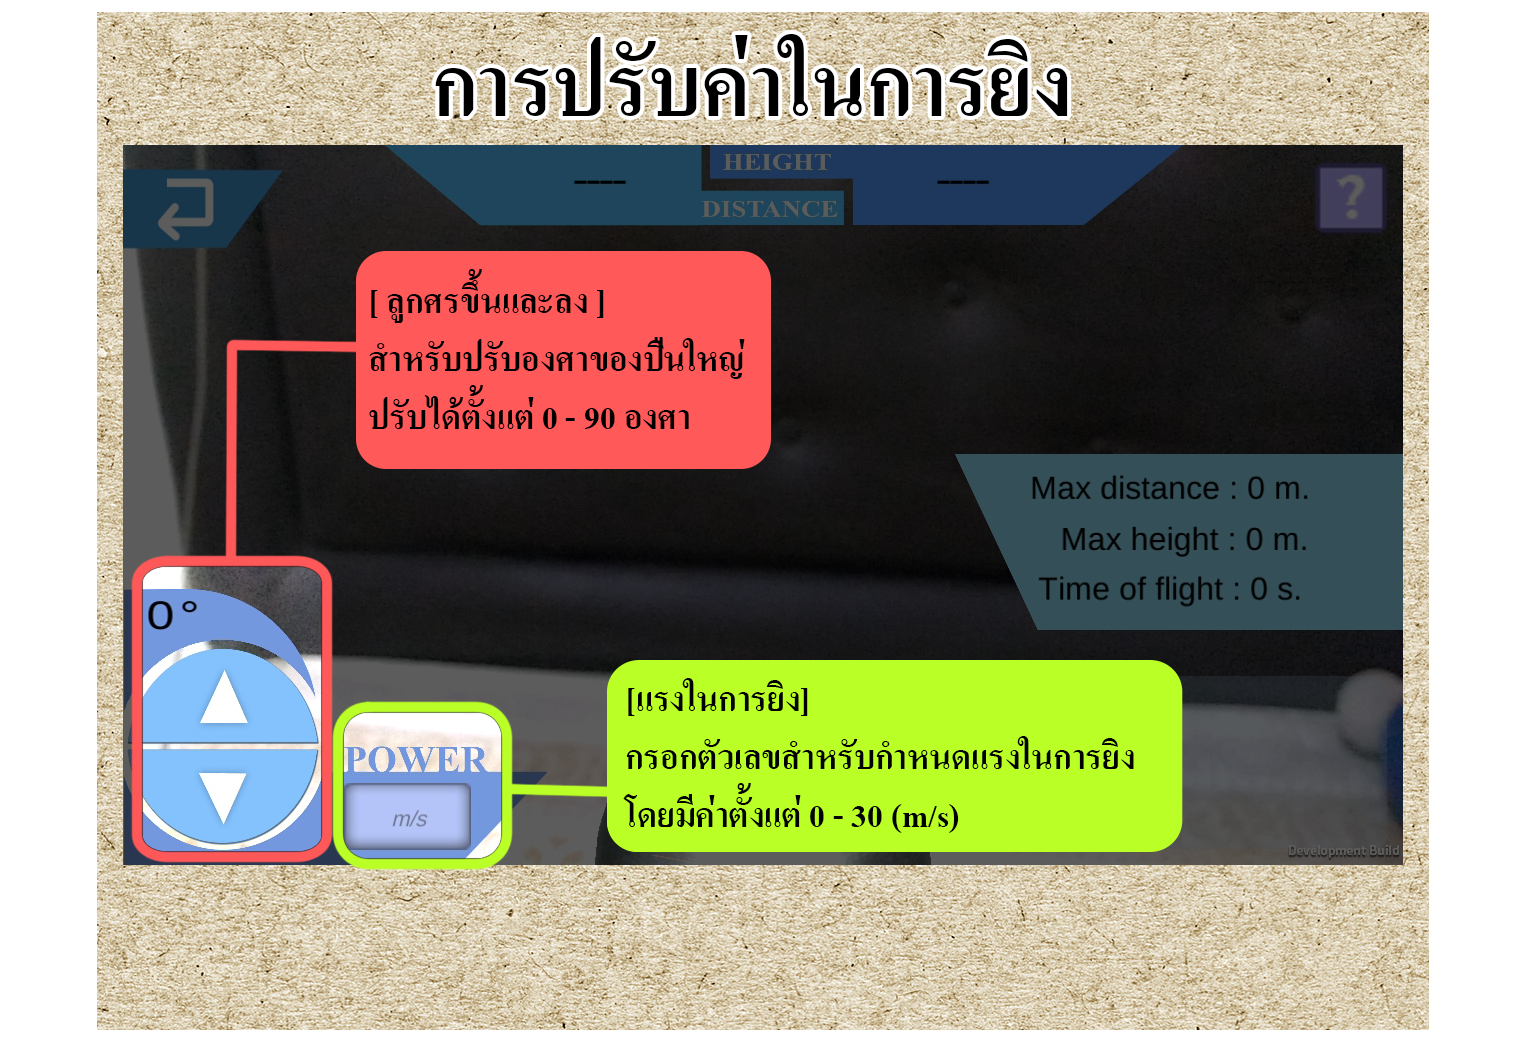 การปรับค่าในการยิง
HEIGHT
----
----
DISTANCE
?
[ ลูกศรขึ้นและลง ]
สำหรับปรับองศาของปืนใหญ่
ปรับได้ตั้งแต่ 0 - 90 องศา
Max distance : 0 m.
Max height : 0 m.
Time of flight : 0 s.
0°
[แรงในการยิง]
กรอกตัวเลขสำหรับกำหนดแรงในการยิง
โดยมีค่าตั้งแต่ 0 - 30 (m/s)
POWER
m/s
Development Build